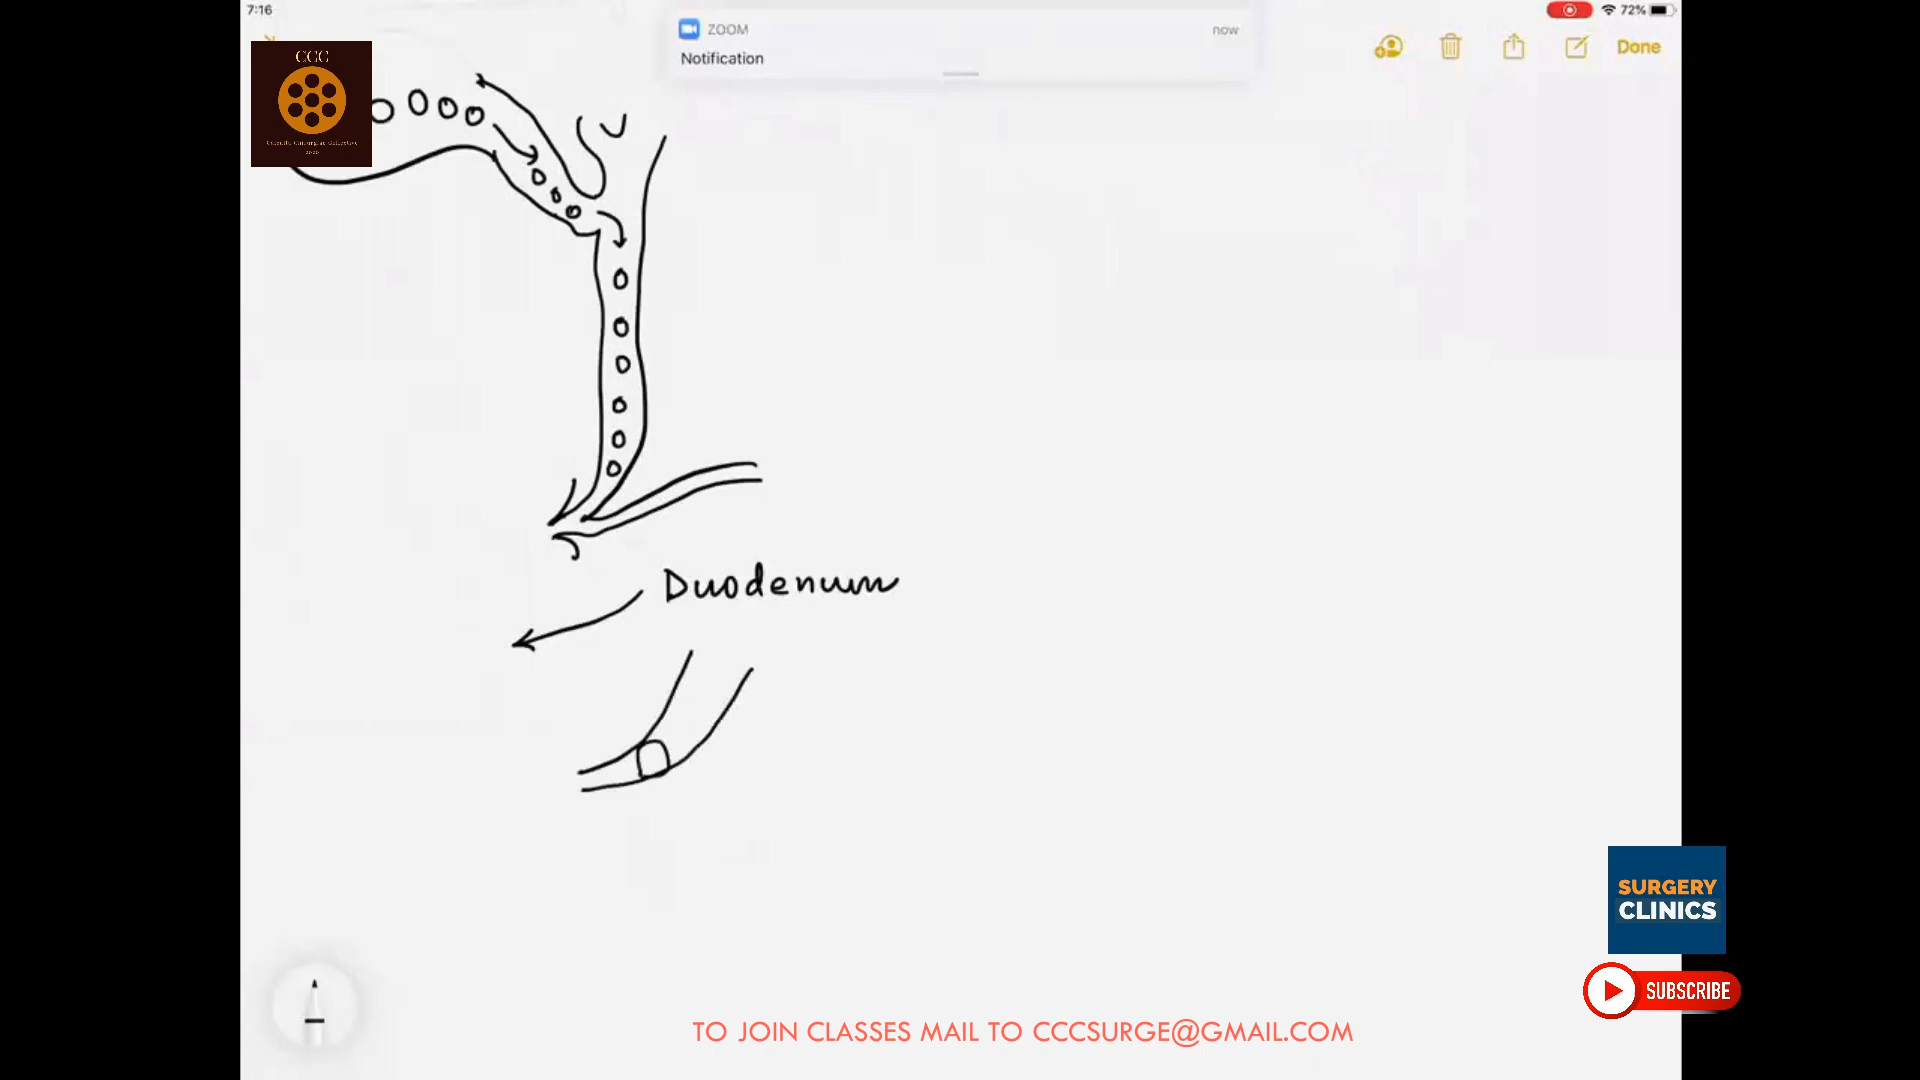 7:16
72%
ZOOM
now
Notification
Done
CCC
Duodenum
SURGERY
CLINICS
SUBSCRIBE
TO JOIN CLASSES MAIL TO CCCSURGE@GMAIL.COM